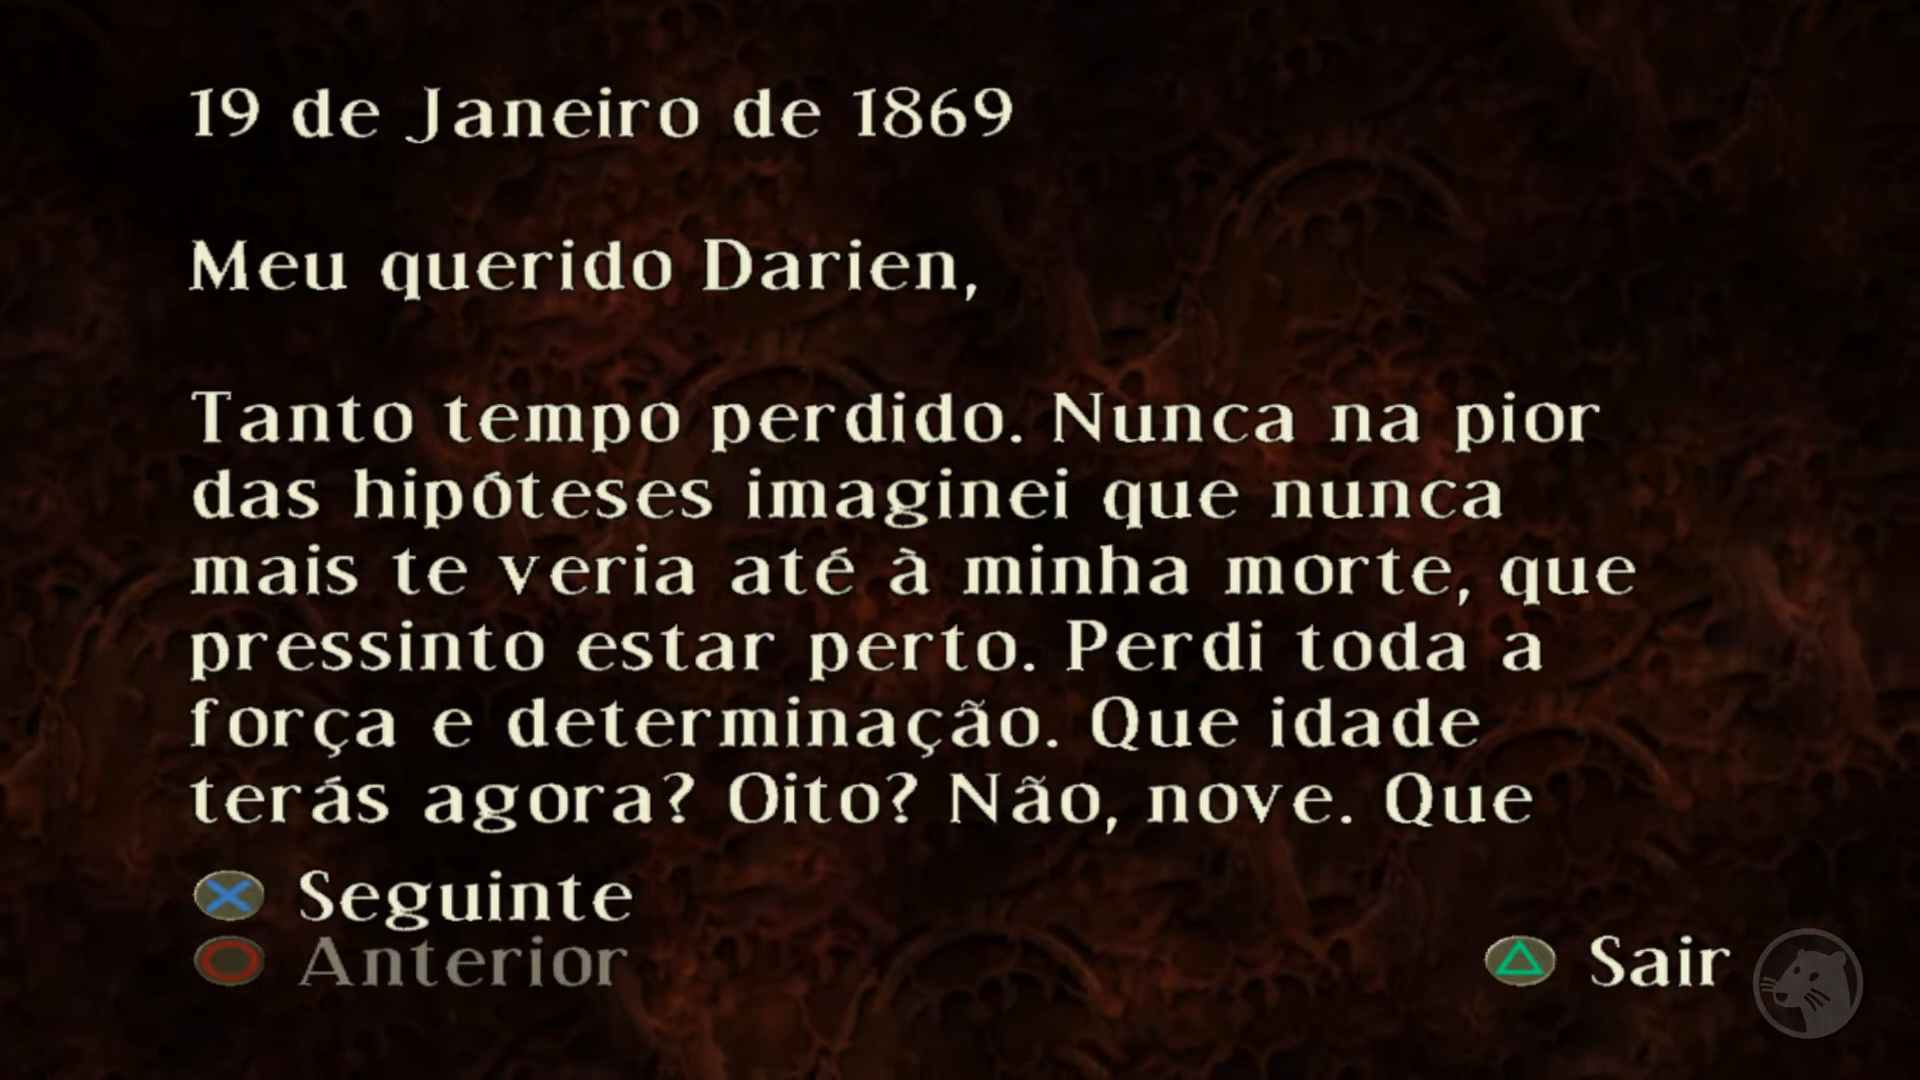 19 de Janeiro de 1869
Meu querido Darien,
Tanto tempo perdido. Nunca na pior
das hipóteses imaginei que nunca
mais te veria até à minha morte, que
pressinto estar perto. Perdi toda a
força e determinação. Que idade
terás agora? Oito? Não, nove. Que
Seguinte
Anterior
Sair